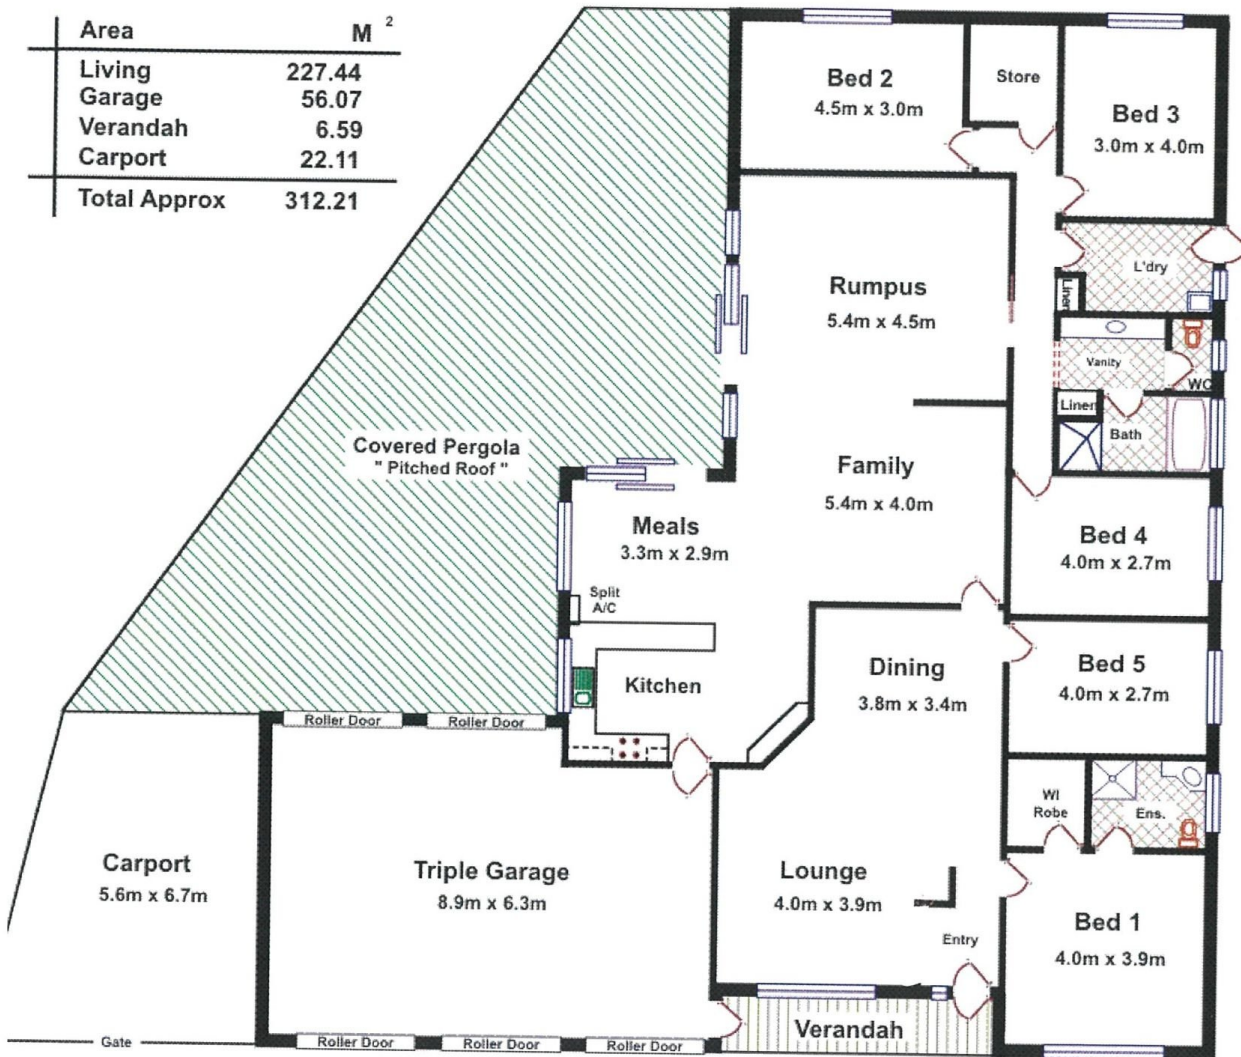 Area M ²
Living 227.44
Garage 56.07
Verandah 6.59
Carport 22.11
Total Approx 312.21
Bed 2
4.5m x 3.0m
Store
Bed 3
3.0m x 4.0m
Rumpus
5.4m x 4.5m
L'dry
Linen
Vanity
WC
Linen
Bath
Covered Pergola
" Pitched Roof "
Family
5.4m x 4.0m
Meals
3.3m x 2.9m
Bed 4
4.0m x 2.7m
Split
A/C
Kitchen
Dining
3.8m x 3.4m
Bed 5
4.0m x 2.7m
Roller Door
Roller Door
WI
Robe
Ens.
Carport
5.6m x 6.7m
Triple Garage
8.9m x 6.3m
Lounge
4.0m x 3.9m
Entry
Bed 1
4.0m x 3.9m
Verandah
Gate
Roller Door
Roller Door
Roller Door